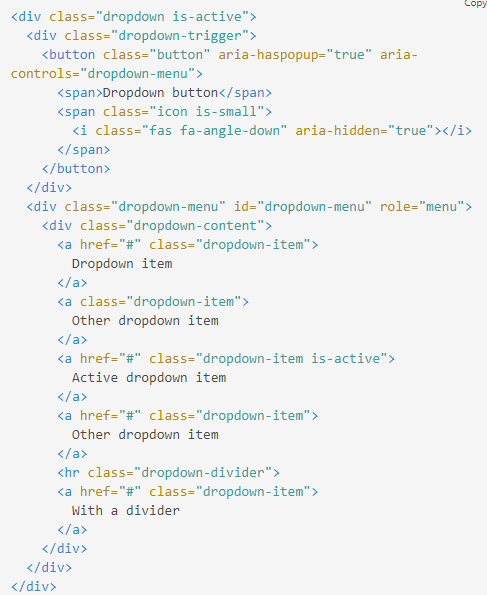 Copy
<div class="dropdown is-active">
  <div class="dropdown-trigger">
    <button class="button" aria-haspopup="true" aria-
controls="dropdown-menu">
      <span>Dropdown button</span>
      <span class="icon is-small">
        <i class="fas fa-angle-down" aria-hidden="true"></i>
      </span>
    </button>
  </div>
  <div class="dropdown-menu" id="dropdown-menu" role="menu">
    <div class="dropdown-content">
      <a href="#" class="dropdown-item">
        Dropdown item
      </a>
      <a class="dropdown-item">
        Other dropdown item
      </a>
      <a href="#" class="dropdown-item is-active">
        Active dropdown item
      </a>
      <a href="#" class="dropdown-item">
        Other dropdown item
      </a>
      <hr class="dropdown-divider">
      <a href="#" class="dropdown-item">
        With a divider
      </a>
    </div>
  </div>
</div>